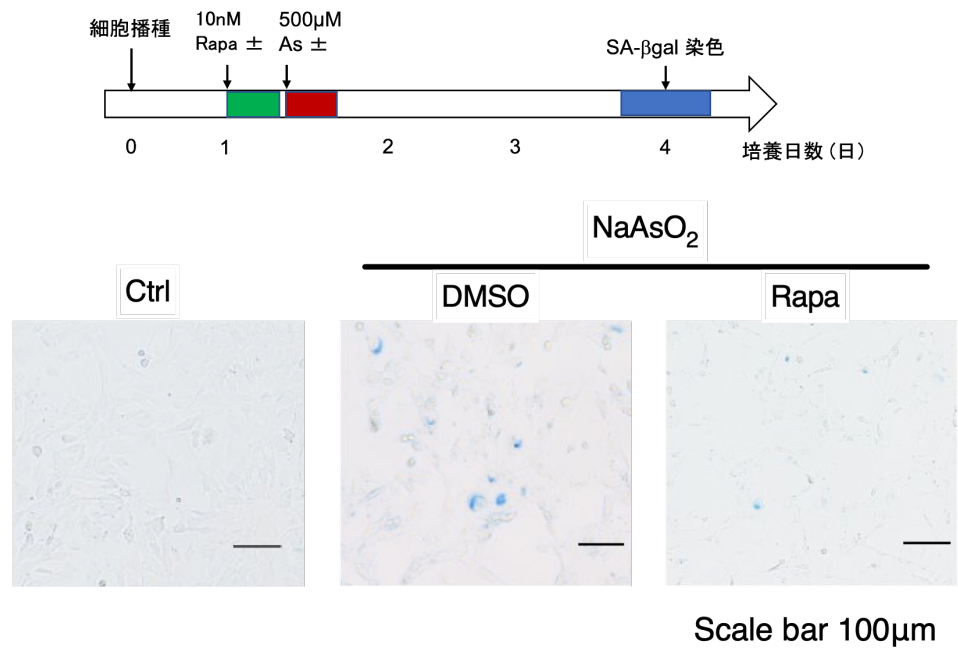 細胞播種
10nM
Rapa ±
500µM
As ±
SA-βgal 染色
0 1 2 3 4 培養日数（日）
NaAsO₂
Ctrl DMSO Rapa
Scale bar 100µm